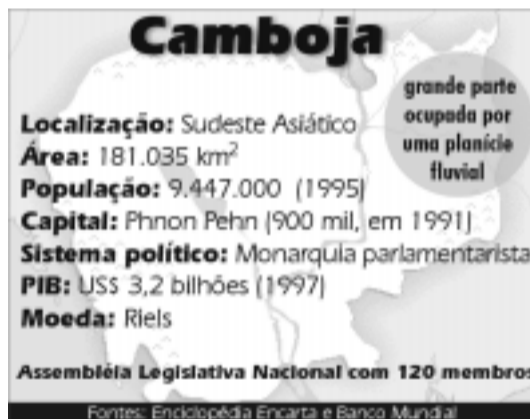 Camboja
grande parte
ocupada por
uma planície
fluvial
Localização: Sudeste Asiático
Área: 181.035 km²
População: 9.447.000 (1995)
Capital: Phnon Pehn (900 mil, em 1991)
Sistema político: Monarquia parlamentarista
PIB: US$ 3,2 bilhões (1997)
Moeda: Riels
Assembléia Legislativa Nacional com 120 membros
Fontes: Enciclopédia Encarta e Banco Mundial